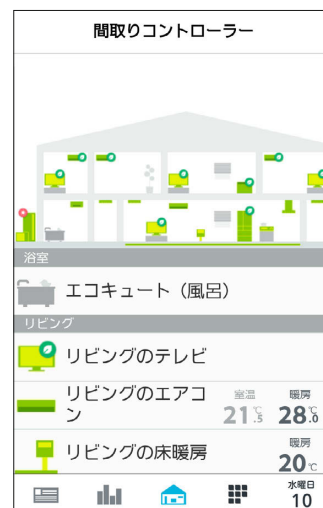 間取りコントローラー
浴室
エコキュート（風呂）
リビング
リビングのテレビ
リビングのエアコン
室温 21℃.5
暖房 28℃.0
リビングの床暖房
暖房 20℃
水曜日
10